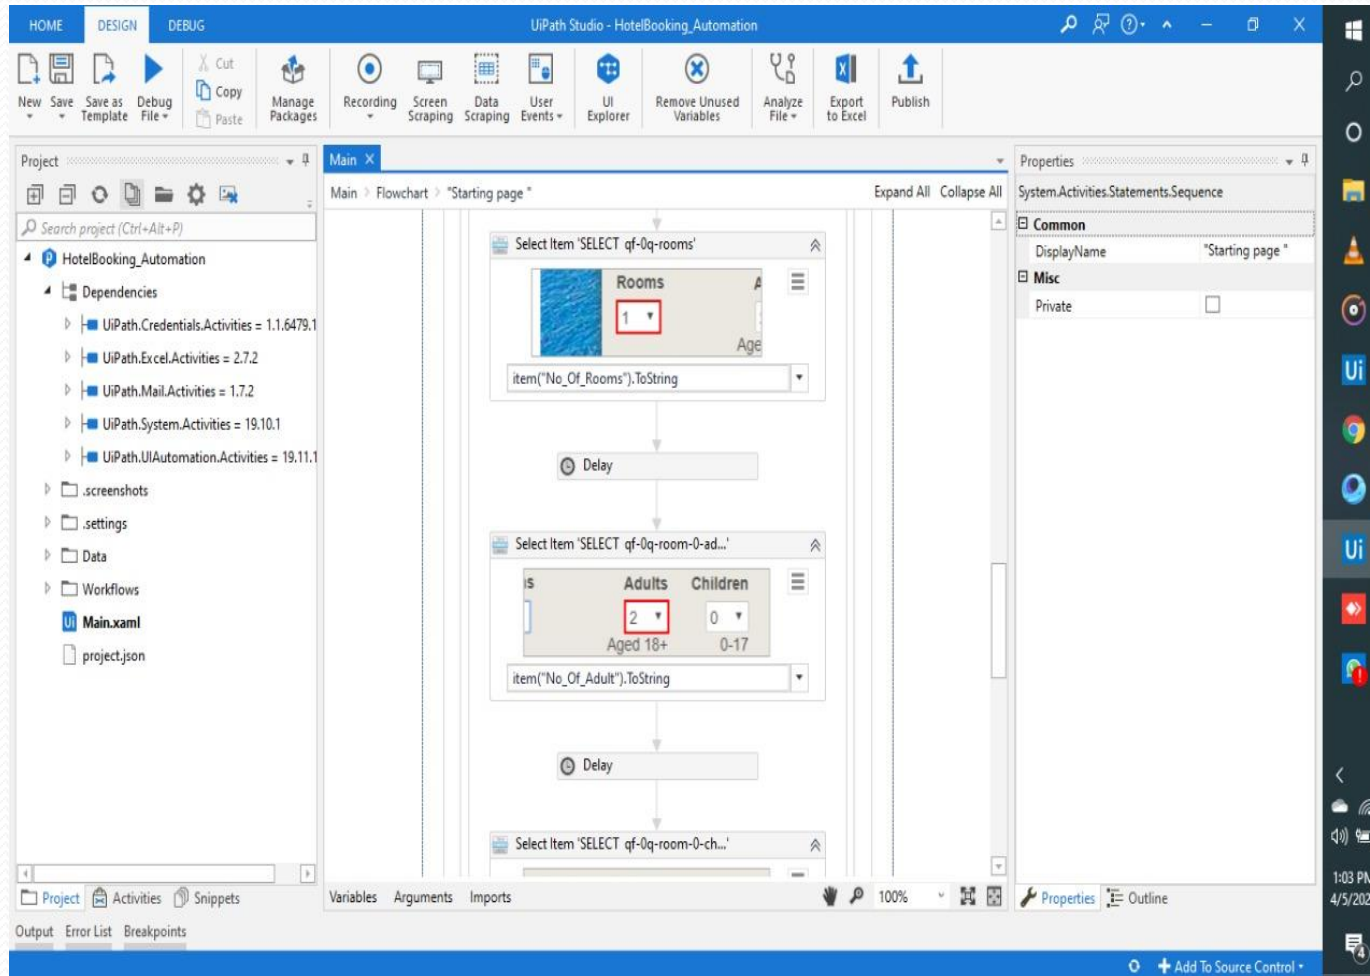 HOME DESIGN DEBUG UiPath Studio - HotelBooking_Automation
New Save Save as Template Debug File Cut Copy Paste Manage Packages Recording Screen Scraping Data Scraping User Events UI Explorer Remove Unused Variables Analyze File Export to Excel Publish
Project
Search project (Ctrl+Alt+P)
HotelBooking_Automation
Dependencies
UiPath.Credentials.Activities = 1.1.6479.1
UiPath.Excel.Activities = 2.7.2
UiPath.Mail.Activities = 1.7.2
UiPath.System.Activities = 19.10.1
UiPath.UIAutomation.Activities = 19.11.1
.screenshots
.settings
Data
Workflows
Main.xaml
project.json
Project Activities Snippets
Main
Main > Flowchart > "Starting page " Expand All Collapse All
Select Item 'SELECT qf-0q-rooms'
Rooms A
1
Age
item("No_Of_Rooms").ToString
Delay
Select Item 'SELECT qf-0q-room-0-ad...'
s Adults Children
2 0
Aged 18+ 0-17
item("No_Of_Adult").ToString
Delay
Select Item 'SELECT qf-0q-room-0-ch...'
Variables Arguments Imports 100%
Properties
System.Activities.Statements.Sequence
Common
DisplayName "Starting page "
Misc
Private
Properties Outline
Output Error List Breakpoints
Add To Source Control
Ui
Ui
1:03 PM
4/5/202
4